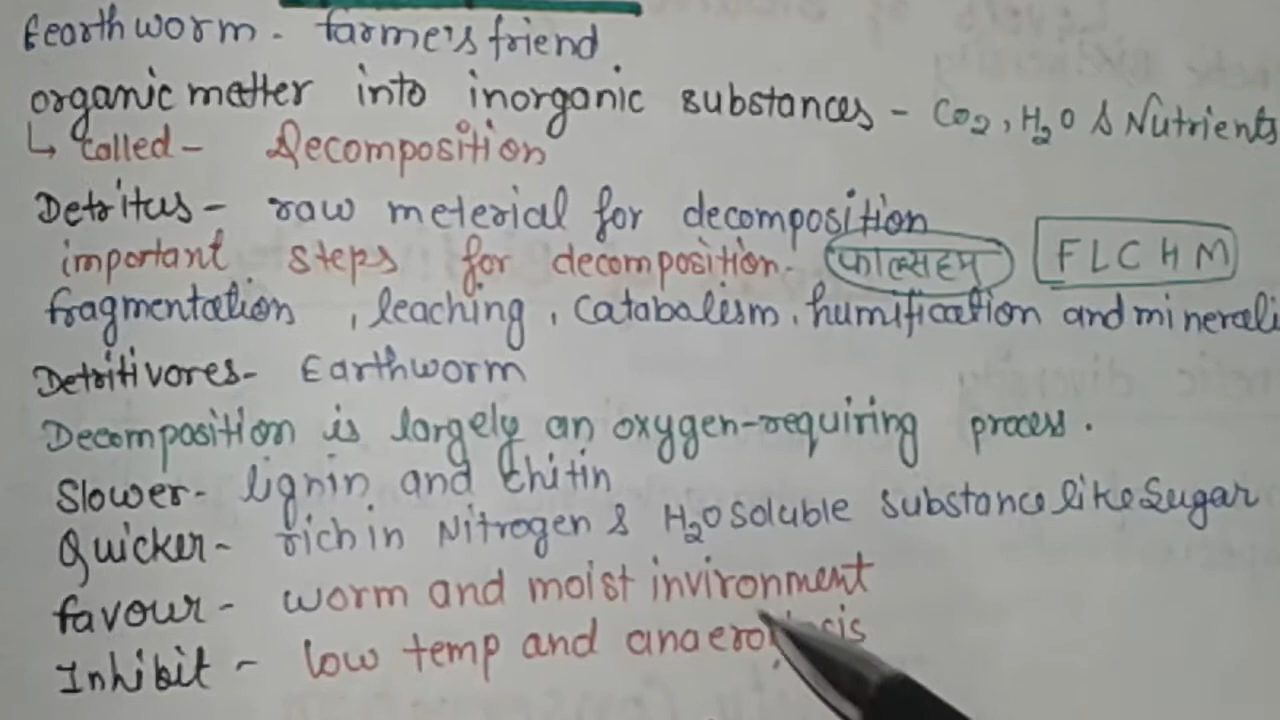 Eearthworm - farmer's friend.
organic matter into inorganic substances - Co2, H2O & Nutrients
↳ called - Decomposition
Detritus - raw meterial for decomposition
important steps for decomposition - फाल्सहम FLCHM
fragmentation, leaching, Catabalism, humification and minerali
Detritivores - Earthworm
Decomposition is largely an oxygen-requiring process.
Slower - lignin and chitin
Quicker - rich in Nitrogen & H2O soluble substance like Sugar
favour - worm and moist invironment
Inhibit - low temp and